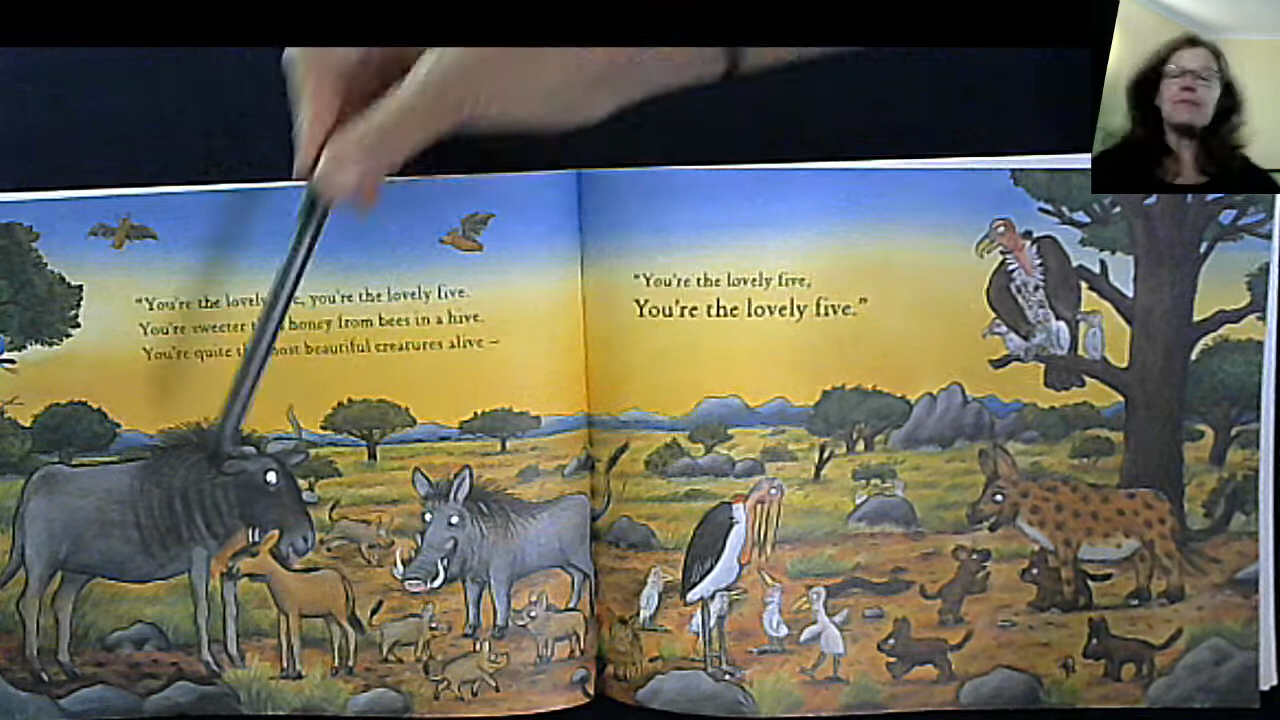 "You're the lovely e, you're the lovely five.
You're sweeter t honey from bees in a hive.
You're quite th most beautiful creatures alive –
"You're the lovely five,
You're the lovely five."